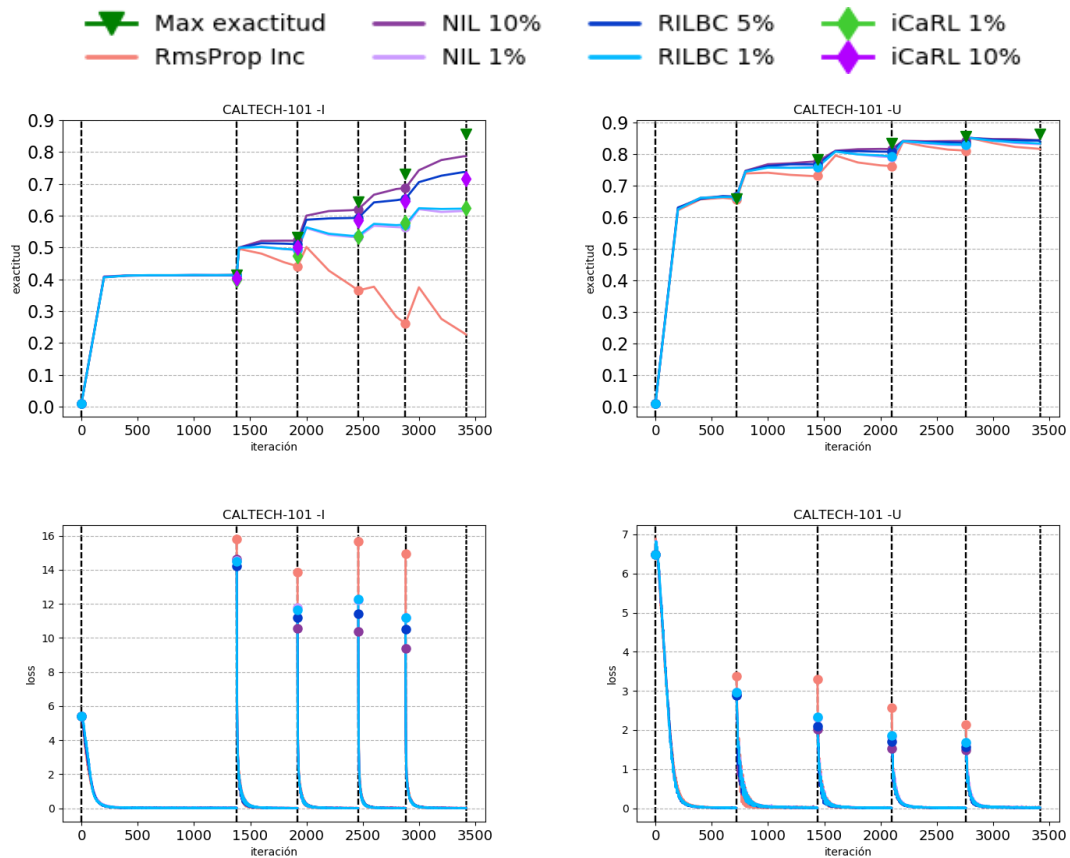 Max exactitud NIL 10% RILBC 5% iCaRL 1%
RmsProp Inc NIL 1% RILBC 1% iCaRL 10%
CALTECH-101 -I
0.9
0.8
0.7
0.6
0.5
0.4
0.3
0.2
0.1
0.0
exactitud
0 500 1000 1500 2000 2500 3000 3500
iteración
CALTECH-101 -U
0.9
0.8
0.7
0.6
0.5
0.4
0.3
0.2
0.1
0.0
exactitud
0 500 1000 1500 2000 2500 3000 3500
iteración
CALTECH-101 -I
16
14
12
10
8
6
4
2
0
loss
0 500 1000 1500 2000 2500 3000 3500
iteración
CALTECH-101 -U
7
6
5
4
3
2
1
0
loss
0 500 1000 1500 2000 2500 3000 3500
iteración